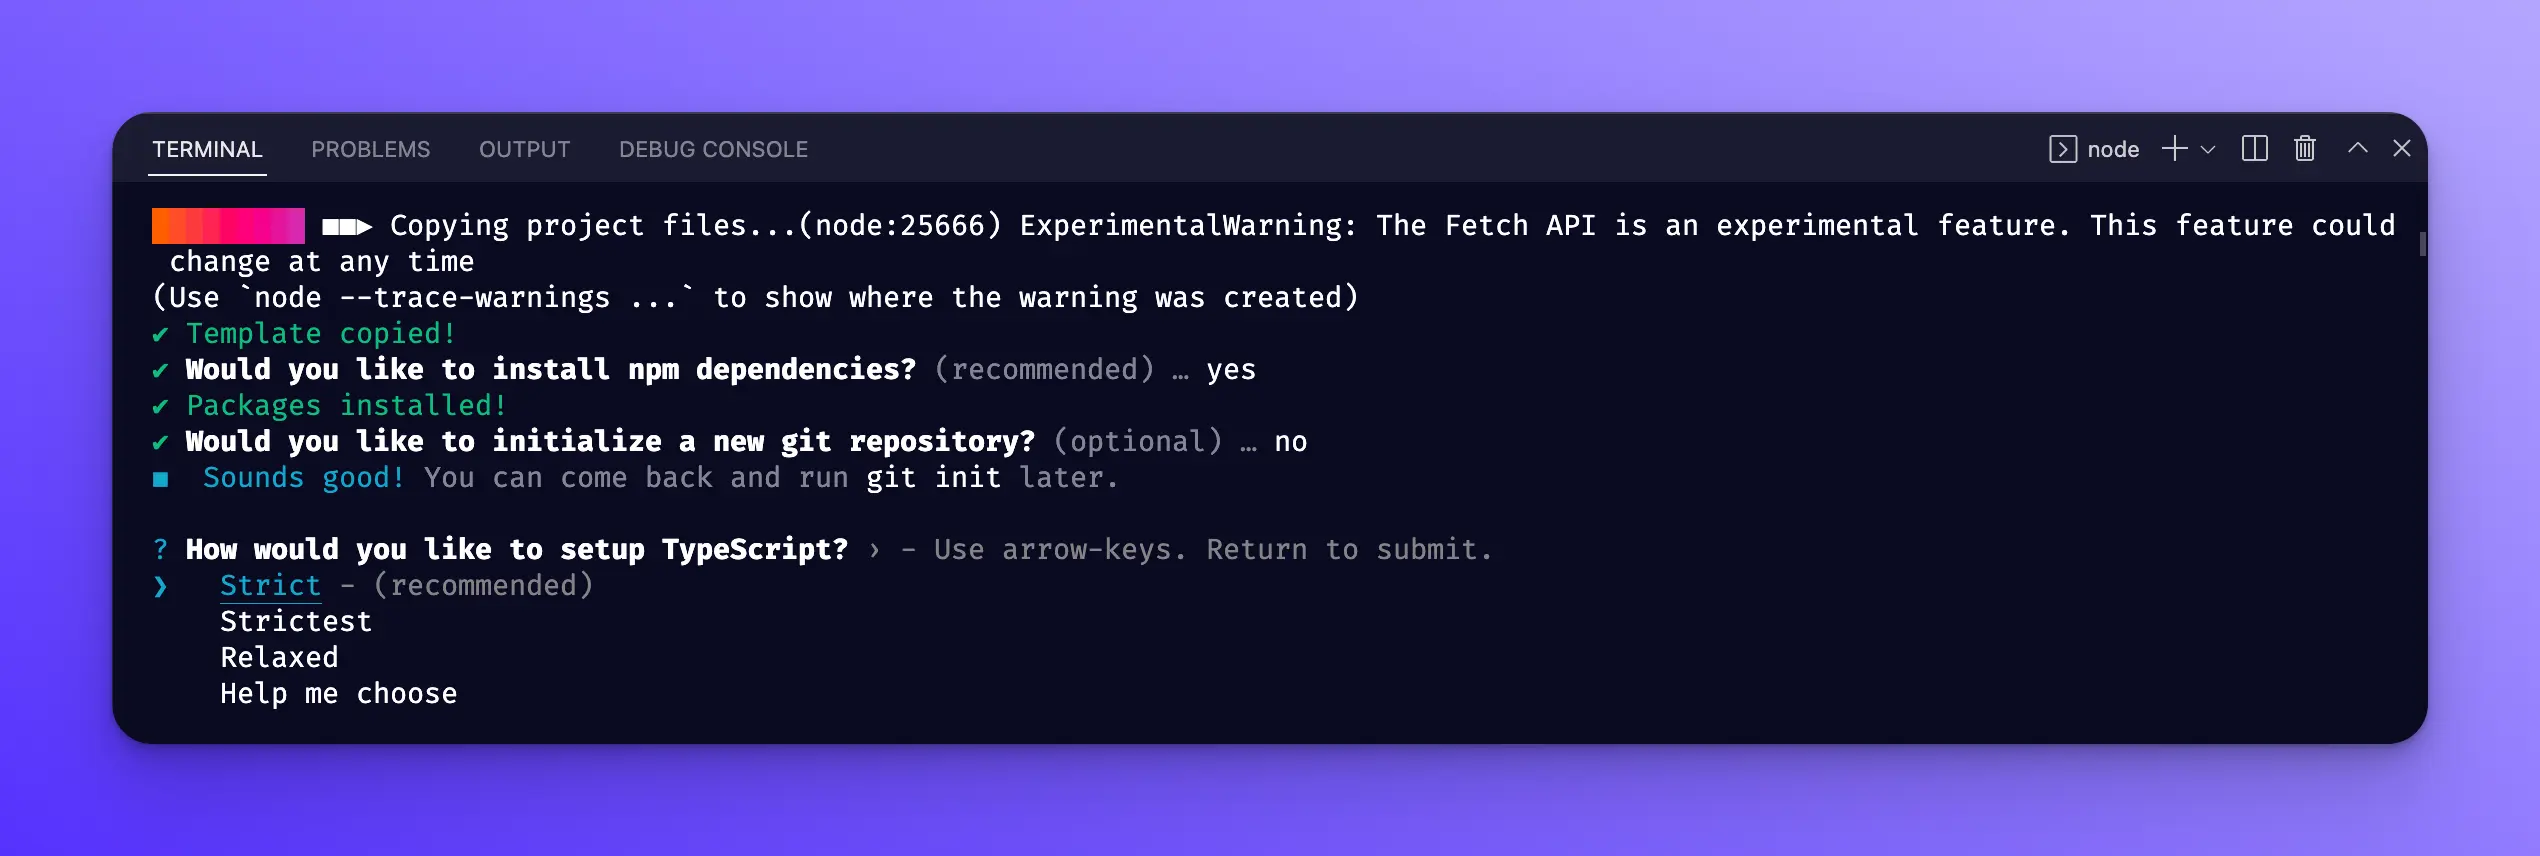 TERMINAL PROBLEMS OUTPUT DEBUG CONSOLE node
Copying project files...(node:25666) ExperimentalWarning: The Fetch API is an experimental feature. This feature could
change at any time
(Use `node --trace-warnings ...` to show where the warning was created)
✔ Template copied!
✔ Would you like to install npm dependencies? (recommended) … yes
✔ Packages installed!
✔ Would you like to initialize a new git repository? (optional) … no
■ Sounds good! You can come back and run git init later.
? How would you like to setup TypeScript? › - Use arrow-keys. Return to submit.
❯ Strict - (recommended)
Strictest
Relaxed
Help me choose